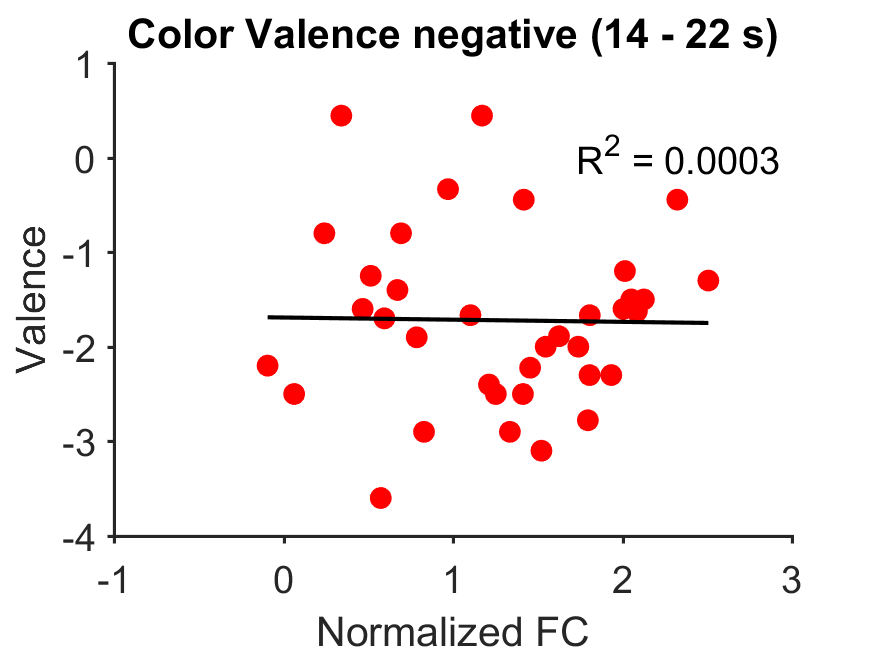 Color Valence negative (14 - 22 s)
1
0
-1
-2
-3
-4
Valence
R² = 0.0003
-1 0 1 2 3
Normalized FC